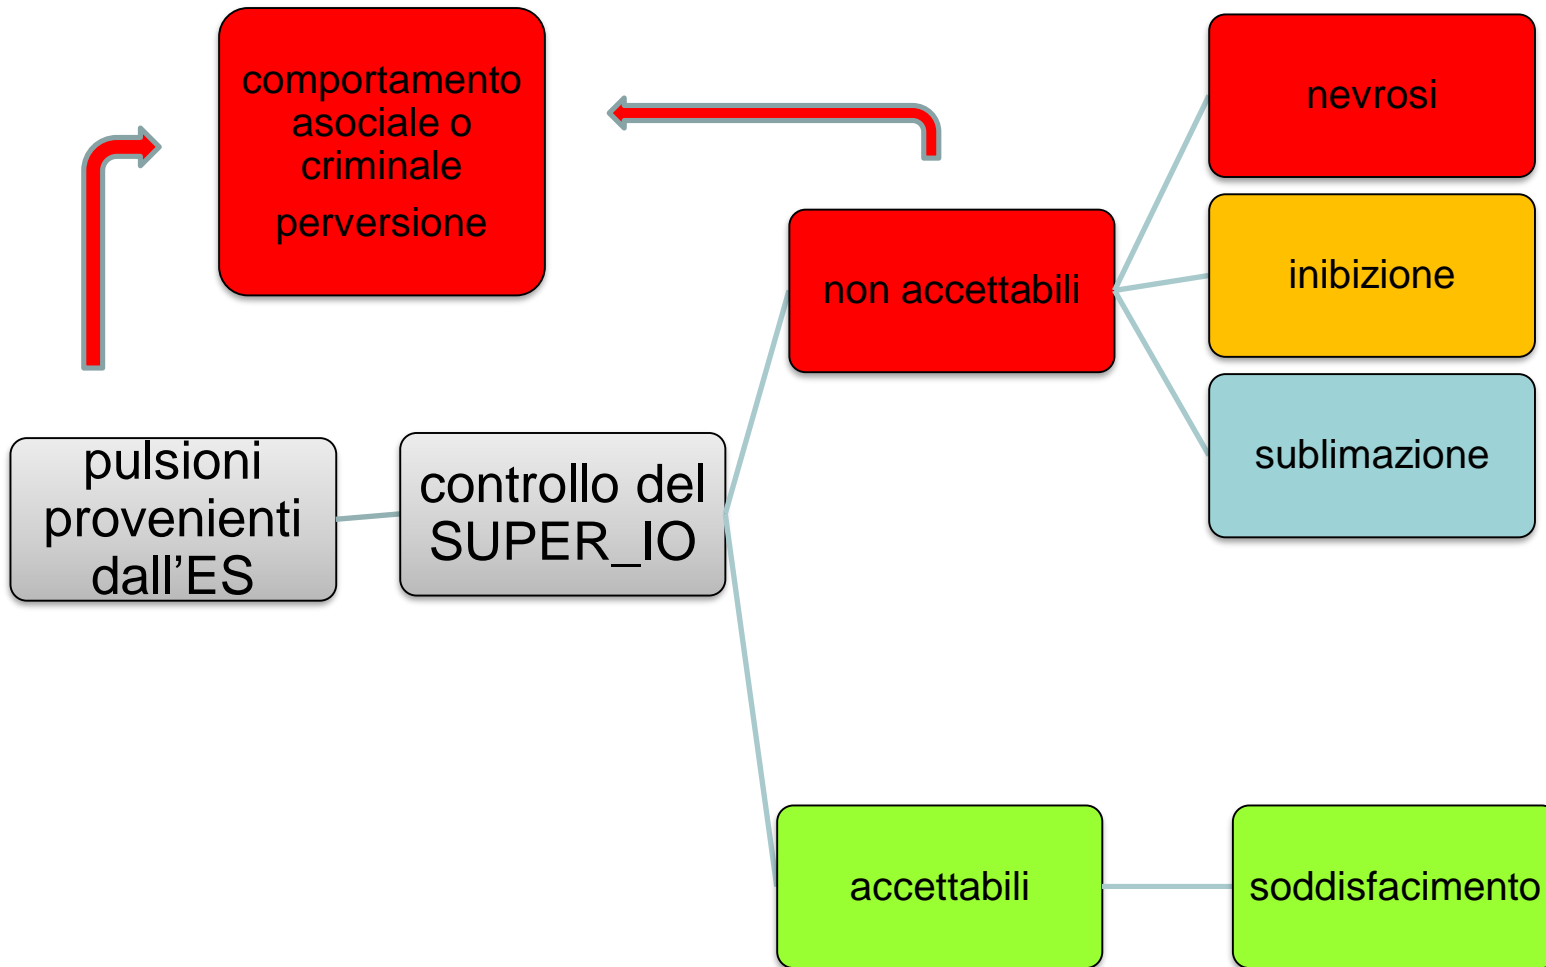 comportamento
asociale o
criminale
perversione
nevrosi
non accettabili
inibizione
sublimazione
pulsioni
provenienti
dall’ES
controllo del
SUPER_IO
accettabili
soddisfacimento